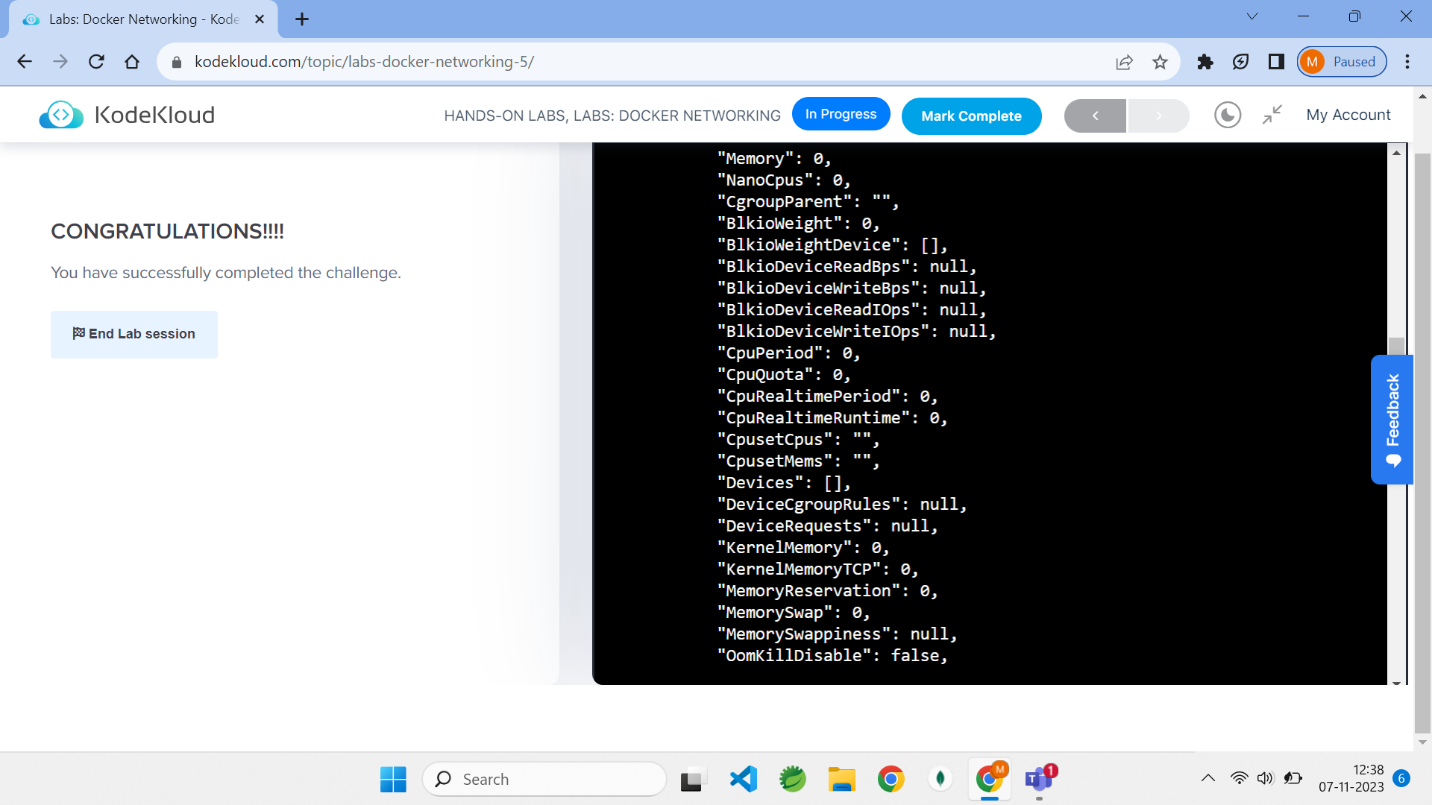 Labs: Docker Networking - Kode
kodekloud.com/topic/labs-docker-networking-5/
M Paused
KodeKloud
HANDS-ON LABS, LABS: DOCKER NETWORKING
In Progress
Mark Complete
My Account
CONGRATULATIONS!!!!
You have successfully completed the challenge.
End Lab session
"Memory": 0,
"NanoCpus": 0,
"CgroupParent": "",
"BlkioWeight": 0,
"BlkioWeightDevice": [],
"BlkioDeviceReadBps": null,
"BlkioDeviceWriteBps": null,
"BlkioDeviceReadIOps": null,
"BlkioDeviceWriteIOps": null,
"CpuPeriod": 0,
"CpuQuota": 0,
"CpuRealtimePeriod": 0,
"CpuRealtimeRuntime": 0,
"CpusetCpus": "",
"CpusetMems": "",
"Devices": [],
"DeviceCgroupRules": null,
"DeviceRequests": null,
"KernelMemory": 0,
"KernelMemoryTCP": 0,
"MemoryReservation": 0,
"MemorySwap": 0,
"MemorySwappiness": null,
"OomKillDisable": false,
Feedback
Search
M
T
1
12:38
07-11-2023
6